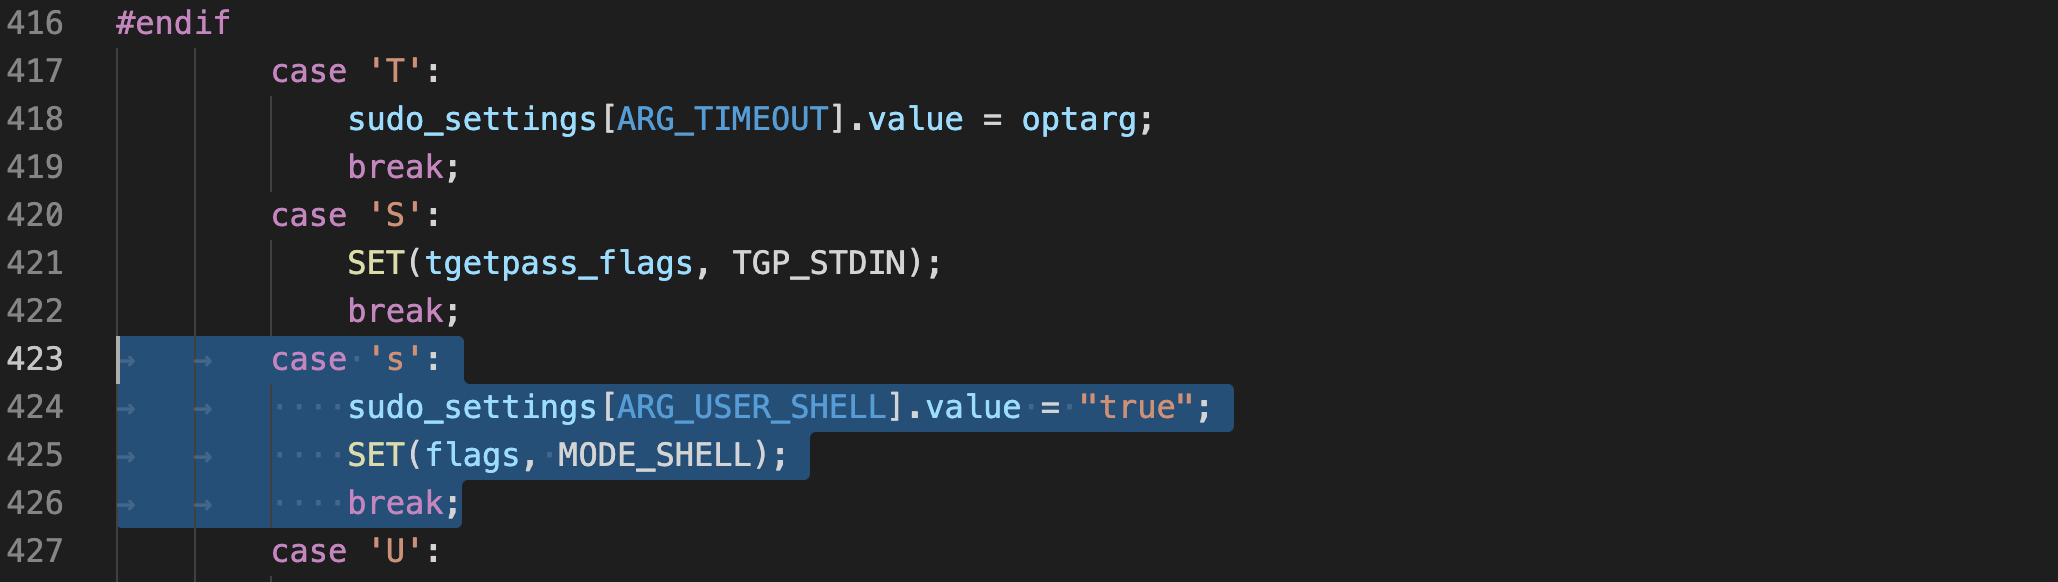 416 #endif
417 case 'T':
418 sudo_settings[ARG_TIMEOUT].value = optarg;
419 break;
420 case 'S':
421 SET(tgetpass_flags, TGP_STDIN);
422 break;
423 case 's':
424 sudo_settings[ARG_USER_SHELL].value = "true";
425 SET(flags, MODE_SHELL);
426 break;
427 case 'U':